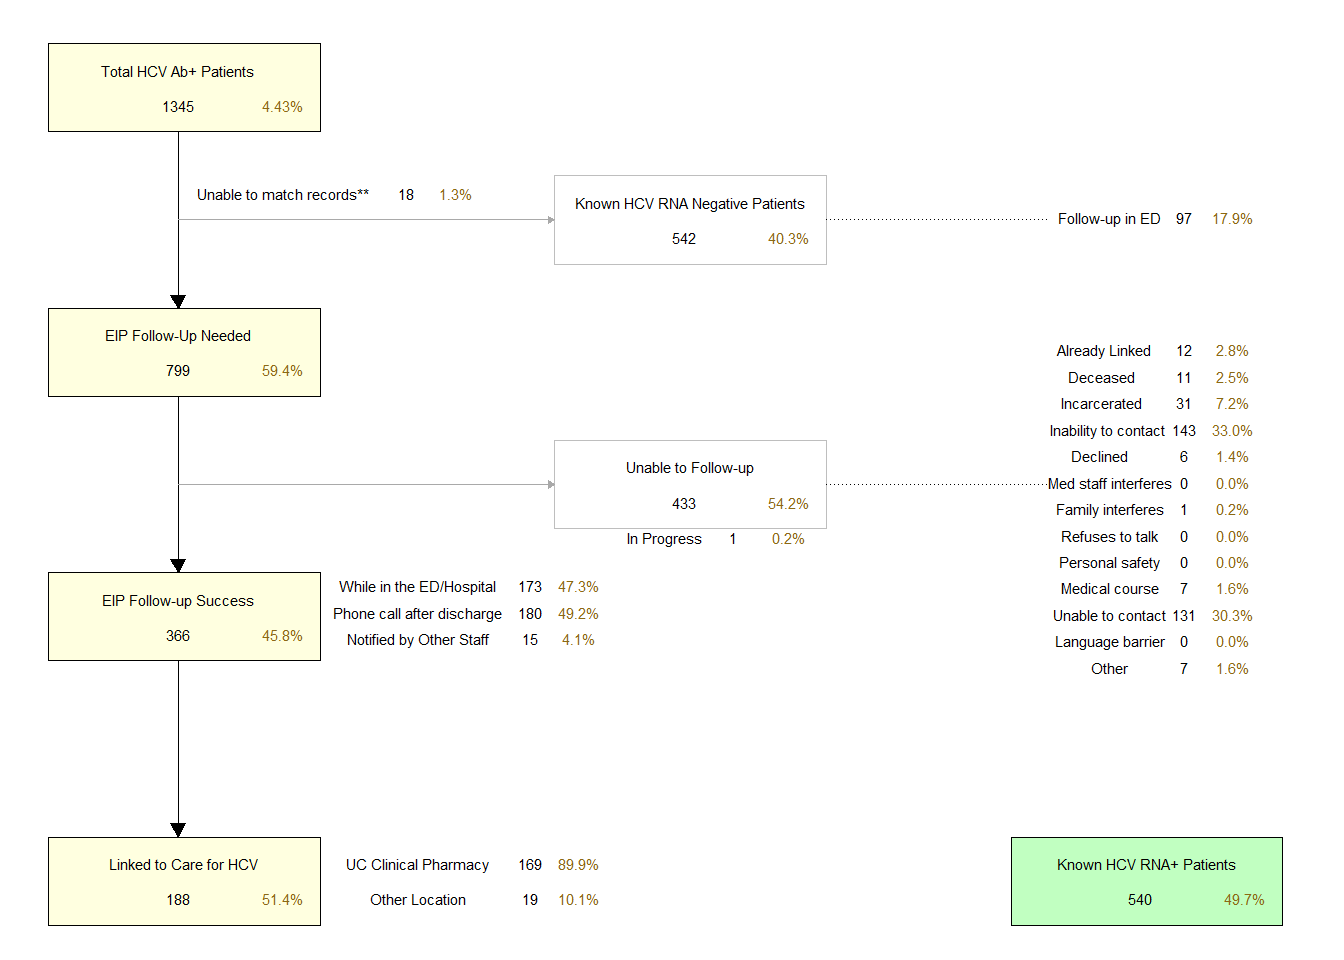 Total HCV Ab+ Patients
1345 4.43%
Unable to match records** 18 1.3%
Known HCV RNA Negative Patients
542 40.3%
Follow-up in ED 97 17.9%
EIP Follow-Up Needed
799 59.4%
Already Linked 12 2.8%
Deceased 11 2.5%
Incarcerated 31 7.2%
Inability to contact 143 33.0%
Declined 6 1.4%
Med staff interferes 0 0.0%
Family interferes 1 0.2%
Refuses to talk 0 0.0%
Personal safety 0 0.0%
Medical course 7 1.6%
Unable to contact 131 30.3%
Language barrier 0 0.0%
Other 7 1.6%
Unable to Follow-up
433 54.2%
In Progress 1 0.2%
EIP Follow-up Success
366 45.8%
While in the ED/Hospital 173 47.3%
Phone call after discharge 180 49.2%
Notified by Other Staff 15 4.1%
Linked to Care for HCV
188 51.4%
UC Clinical Pharmacy 169 89.9%
Other Location 19 10.1%
Known HCV RNA+ Patients
540 49.7%